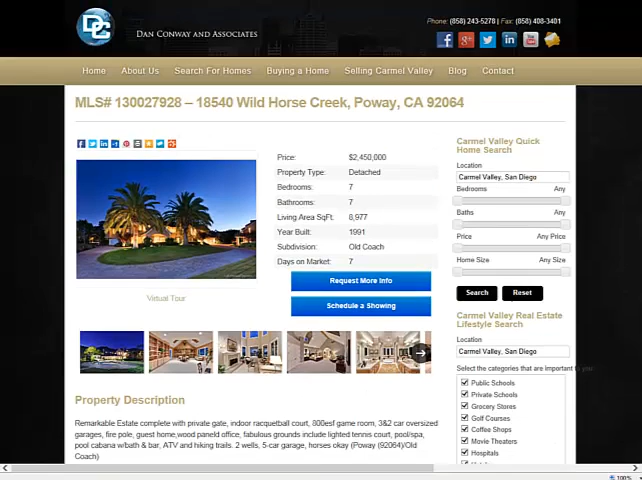 DC
DAN CONWAY AND ASSOCIATES
Phone: (858) 243-5278 | Fax: (858) 408-3401
Home About Us Search For Homes Buying a Home Selling Carmel Valley Blog Contact
MLS# 130027928 – 18540 Wild Horse Creek, Poway, CA 92064
Price: $2,450,000
Property Type: Detached
Bedrooms: 7
Bathrooms: 7
Living Area SqFt: 8,977
Year Built: 1991
Subdivision: Old Coach
Days on Market: 7
Request More Info
Schedule a Showing
Virtual Tour
Property Description
Remarkable Estate complete with private gate, indoor racquetball court, 800esf game room, 3&2 car oversized
garages, fire pole, guest home,wood paneld office, fabulous grounds include lighted tennis court, pool/spa,
pool cabana w/bath & bar, ATV and hiking trails. 2 wells, 5-car garage, horses okay (Poway (92064)/Old
Coach)
Carmel Valley Quick
Home Search
Location
Carmel Valley, San Diego
Bedrooms Any
Baths Any
Price Any Price
Home Size Any Size
Search Reset
Carmel Valley Real Estate
Lifestyle Search
Location
Carmel Valley, San Diego
Select the categories that are important to you
Public Schools
Private Schools
Grocery Stores
Golf Courses
Coffee Shops
Movie Theaters
Hospitals
100%